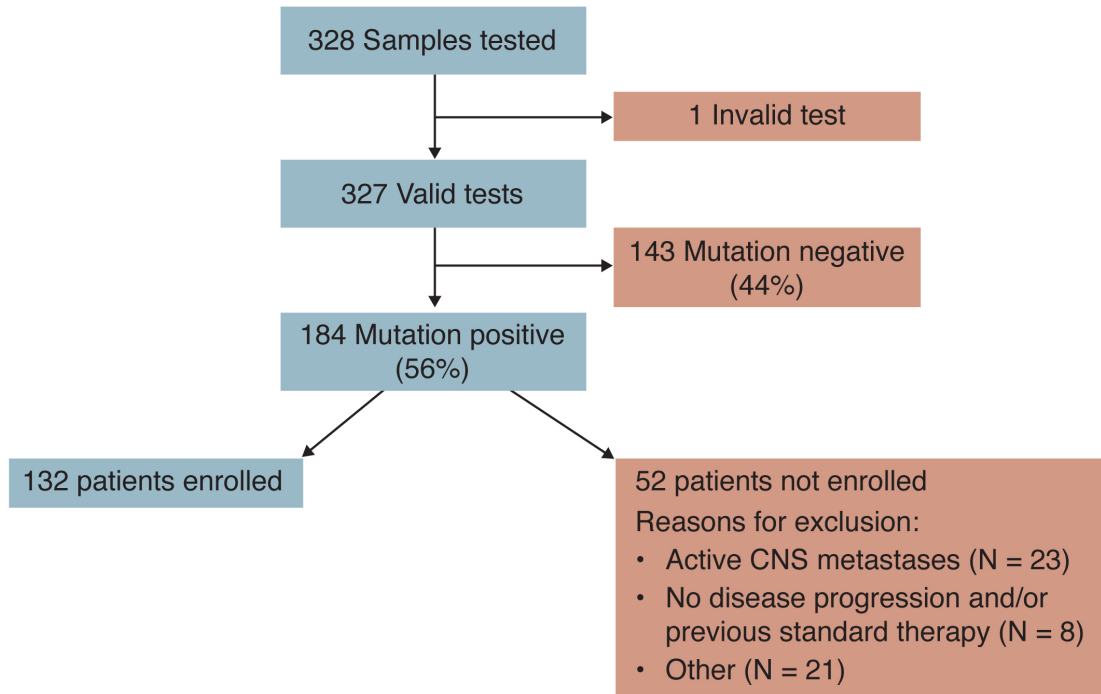 328 Samples tested
1 Invalid test
327 Valid tests
143 Mutation negative
(44%)
184 Mutation positive
(56%)
132 patients enrolled
52 patients not enrolled
Reasons for exclusion:
• Active CNS metastases (N = 23)
• No disease progression and/or
previous standard therapy (N = 8)
• Other (N = 21)